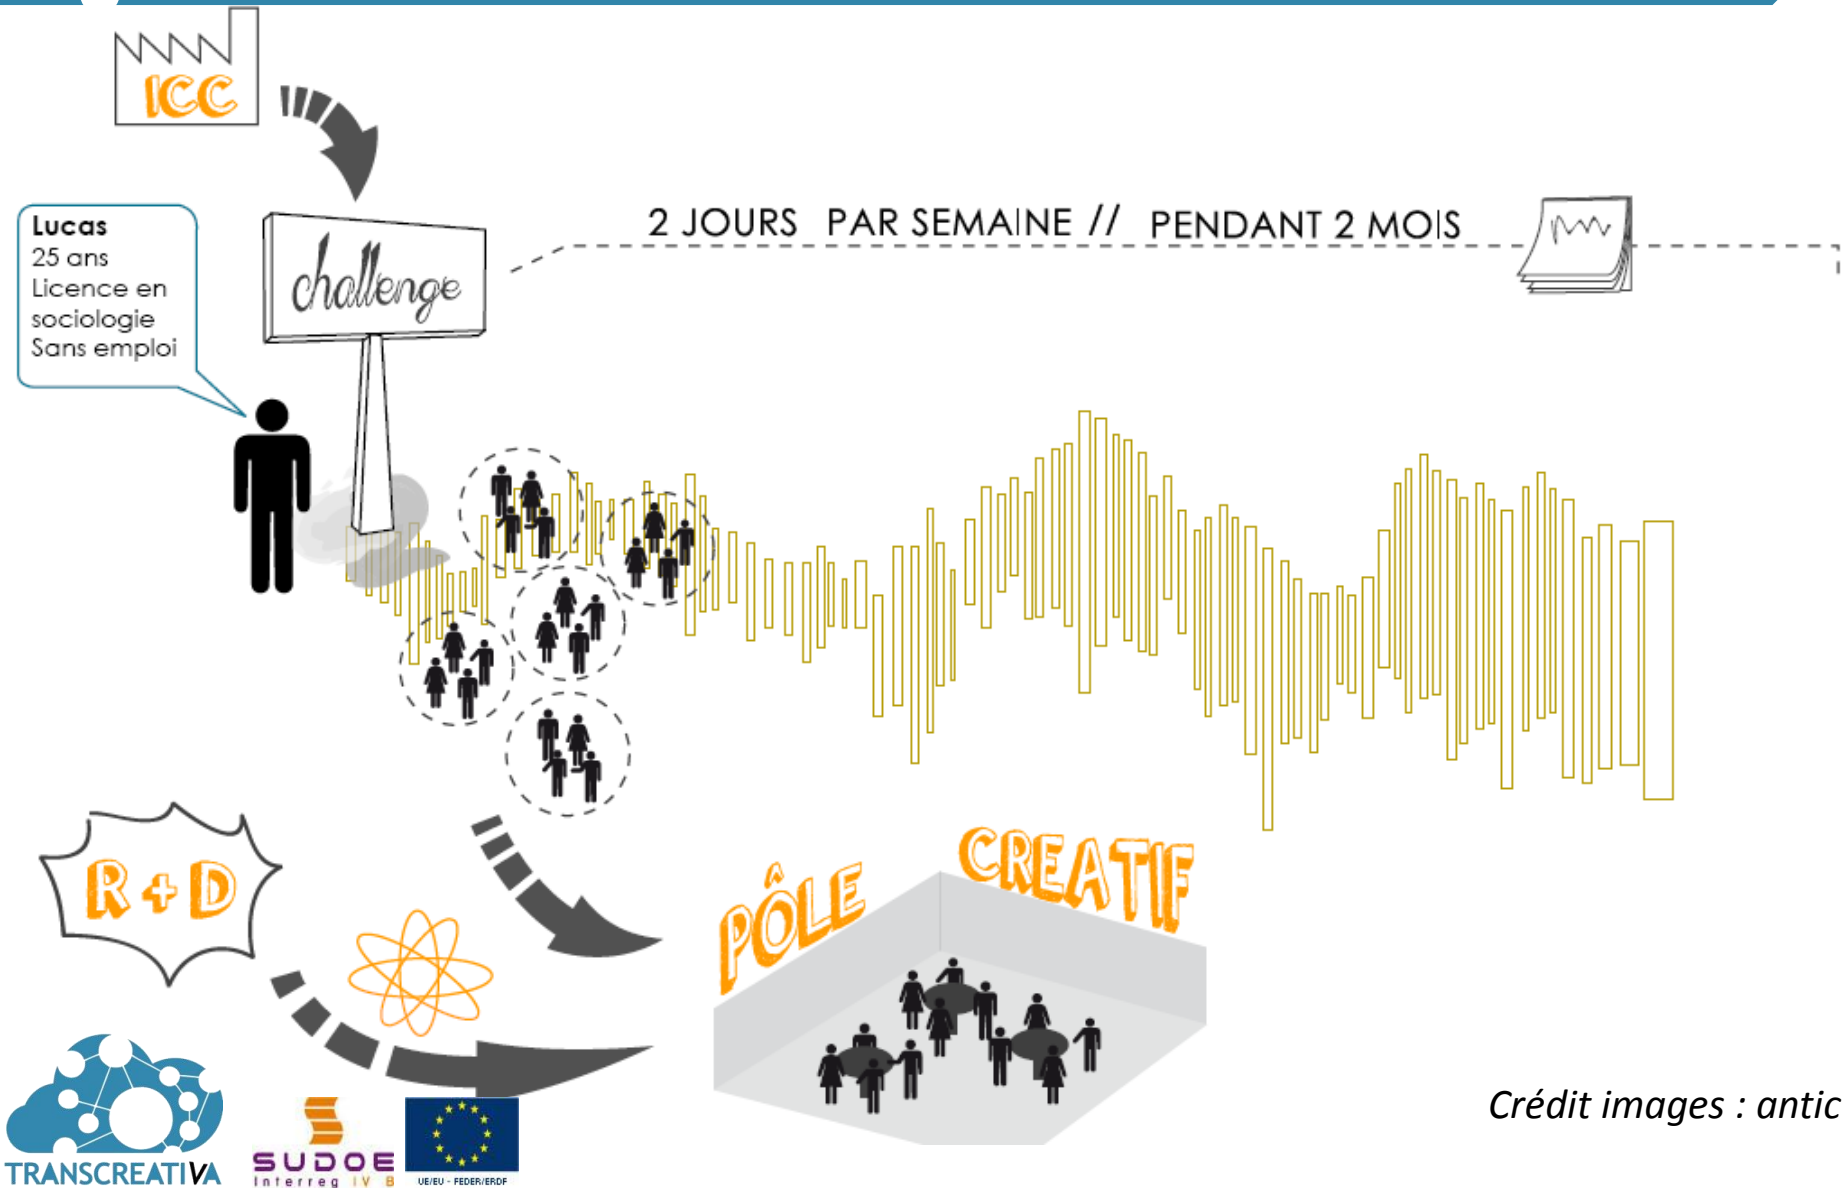 ICC
Lucas
25 ans
Licence en
sociologie
Sans emploi
challenge
2 JOURS PAR SEMAINE // PENDANT 2 MOIS
R+D
PÔLE CREATIF
Crédit images : antic
TRANSCREATIVA
SUDOE
Interreg IV B
UE/EU - FEDER/ERDF